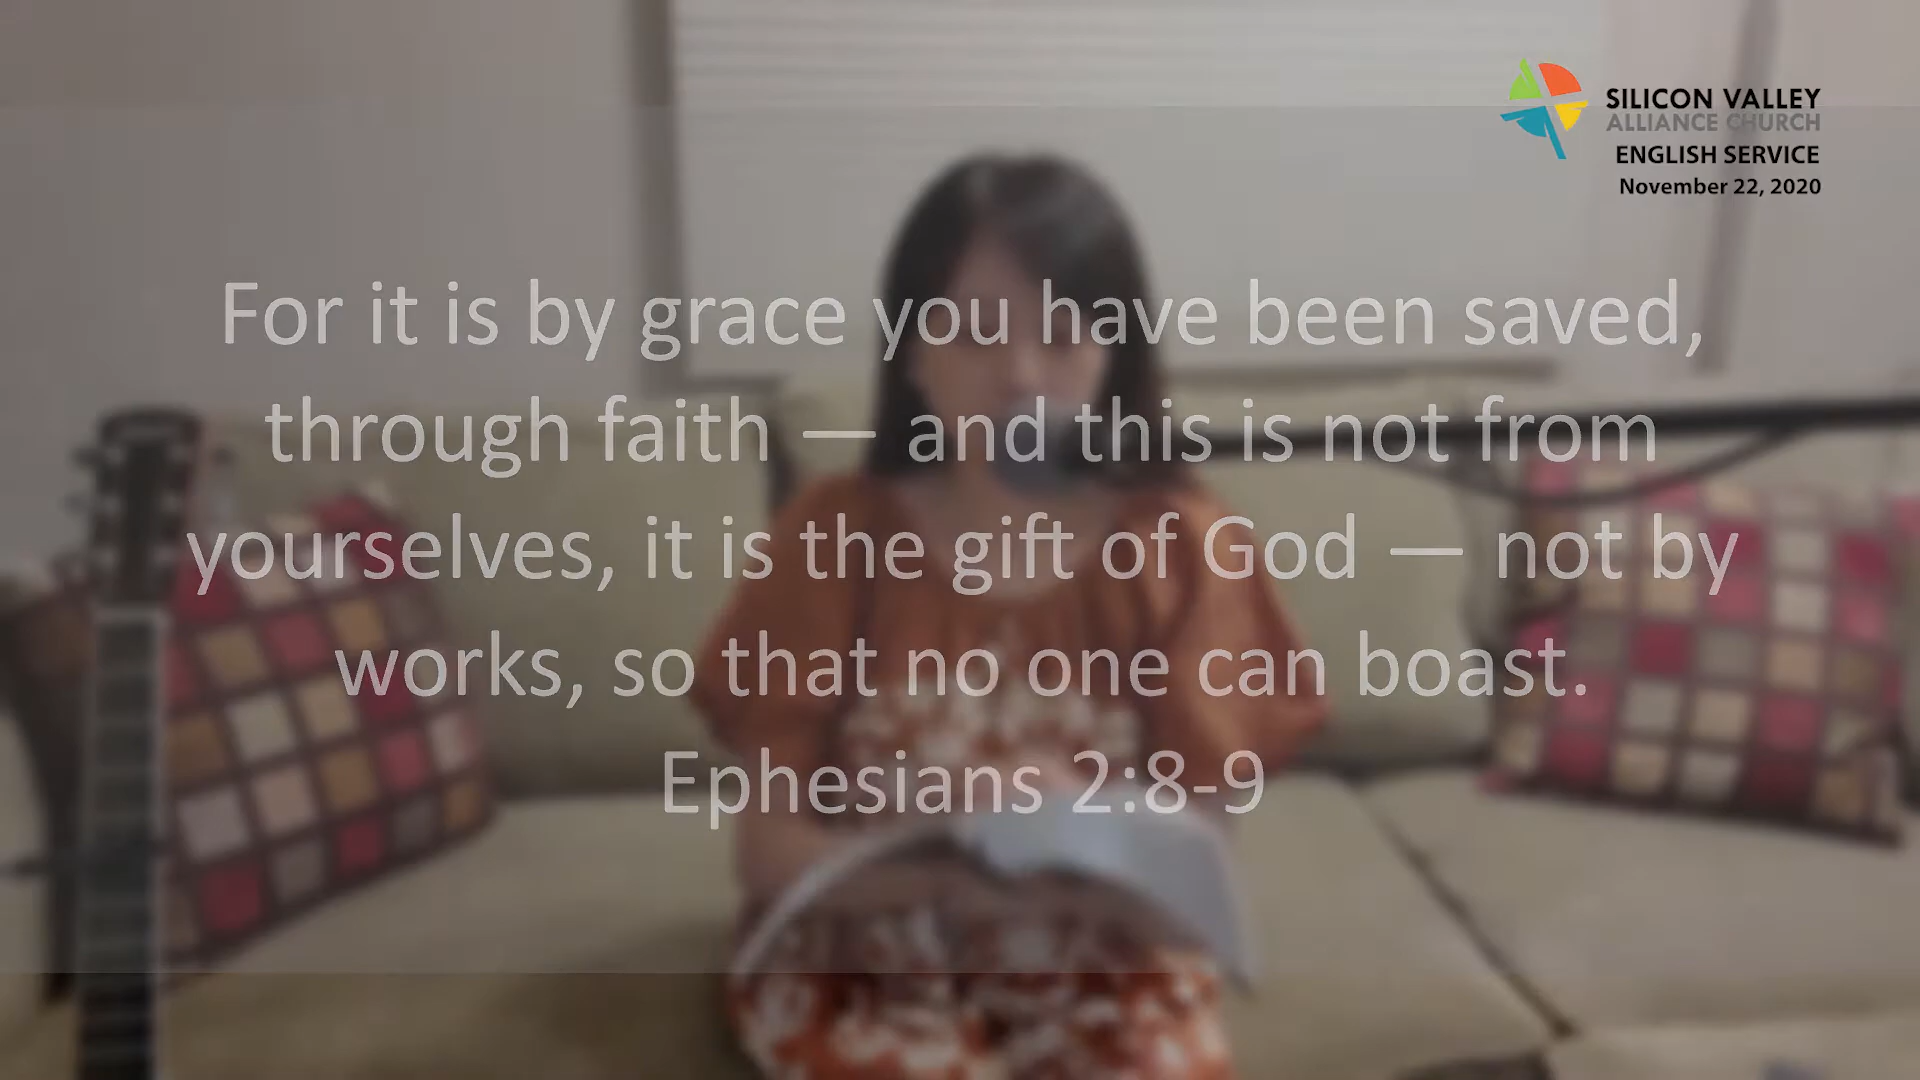 SILICON VALLEY
ALLIANCE CHURCH
ENGLISH SERVICE
November 22, 2020
For it is by grace you have been saved,
through faith — and this is not from
yourselves, it is the gift of God — not by
works, so that no one can boast.
Ephesians 2:8-9